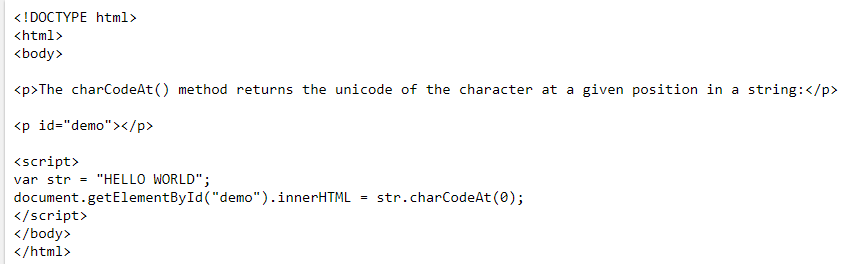 <!DOCTYPE html>
<html>
<body>
<p>The charCodeAt() method returns the unicode of the character at a given position in a string:</p>
<p id="demo"></p>
<script>
var str = "HELLO WORLD";
document.getElementById("demo").innerHTML = str.charCodeAt(0);
</script>
</body>
</html>